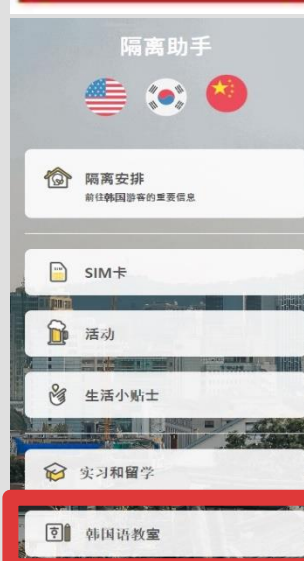 隔离助手
隔离安排
前往韩国游客的重要信息
SIM卡
活动
生活小贴士
实习和留学
韩国语教室